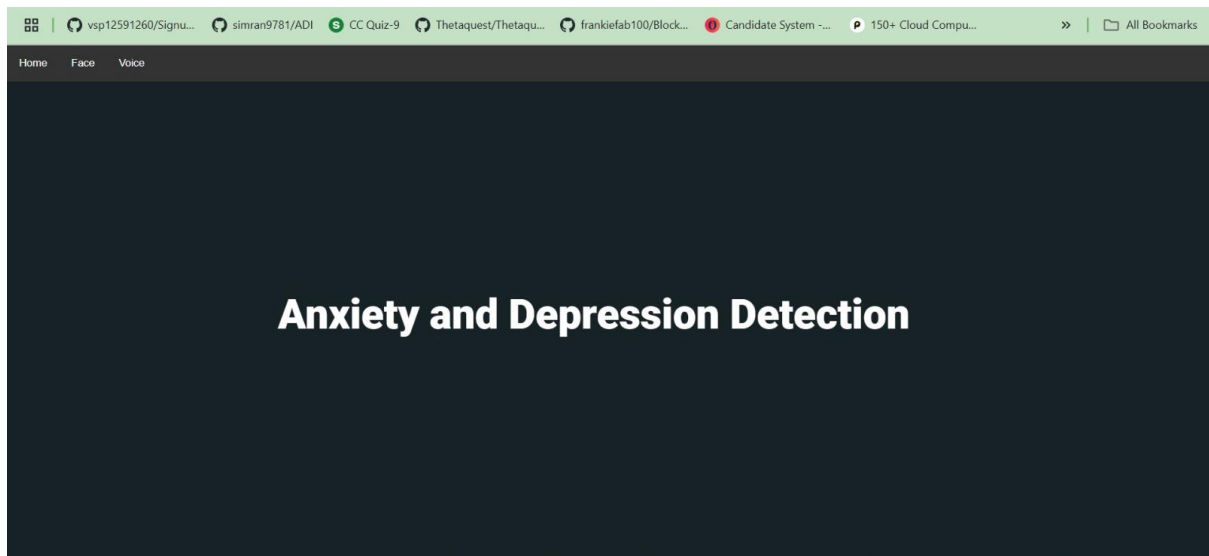 vsp12591260/Signu... simran9781/ADI S CC Quiz-9 Thetaquest/Thetaqu... frankiefab100/Block... Candidate System -... P 150+ Cloud Compu... » All Bookmarks
Home Face Voice
Anxiety and Depression Detection